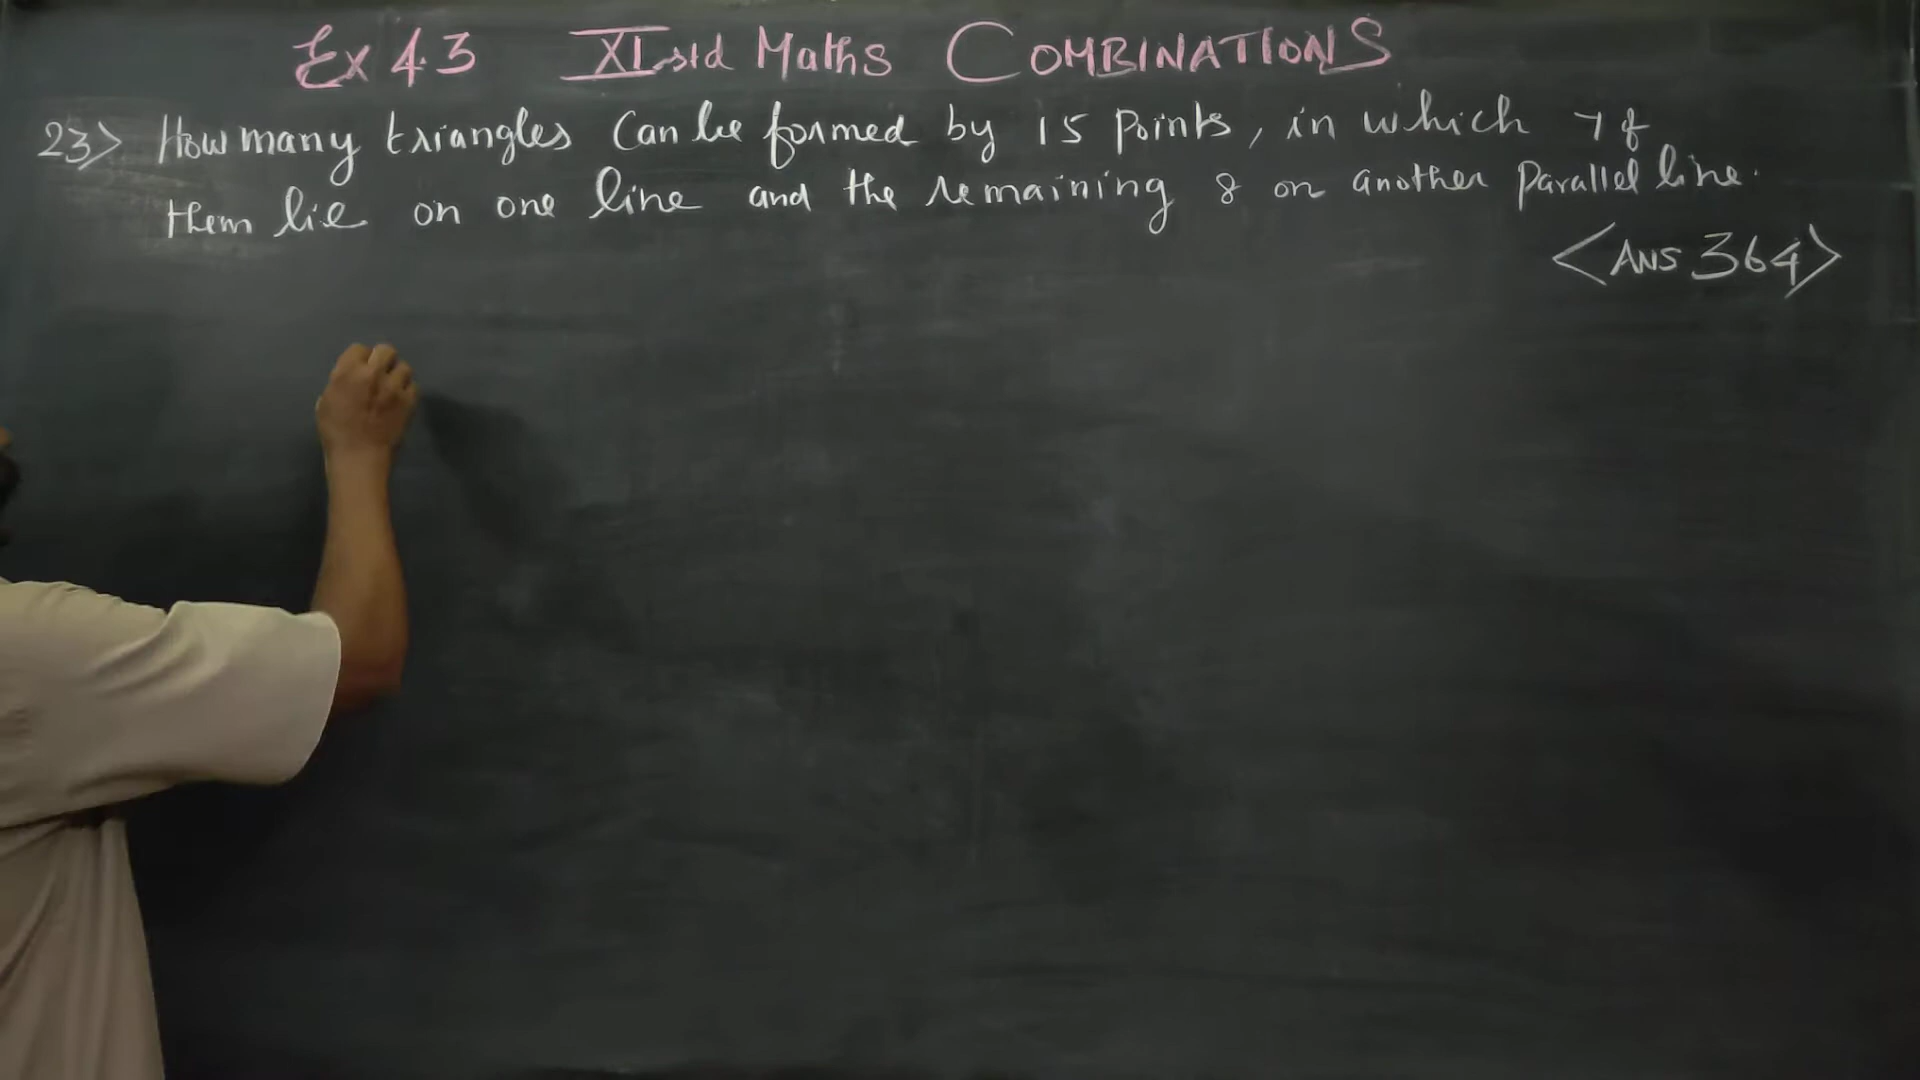 Ex 4.3 XI std Maths COMBINATIONS
23) How many triangles can be formed by 15 points, in which 7 of
them lie on one line and the remaining 8 on another parallel line.
<ANS 364>